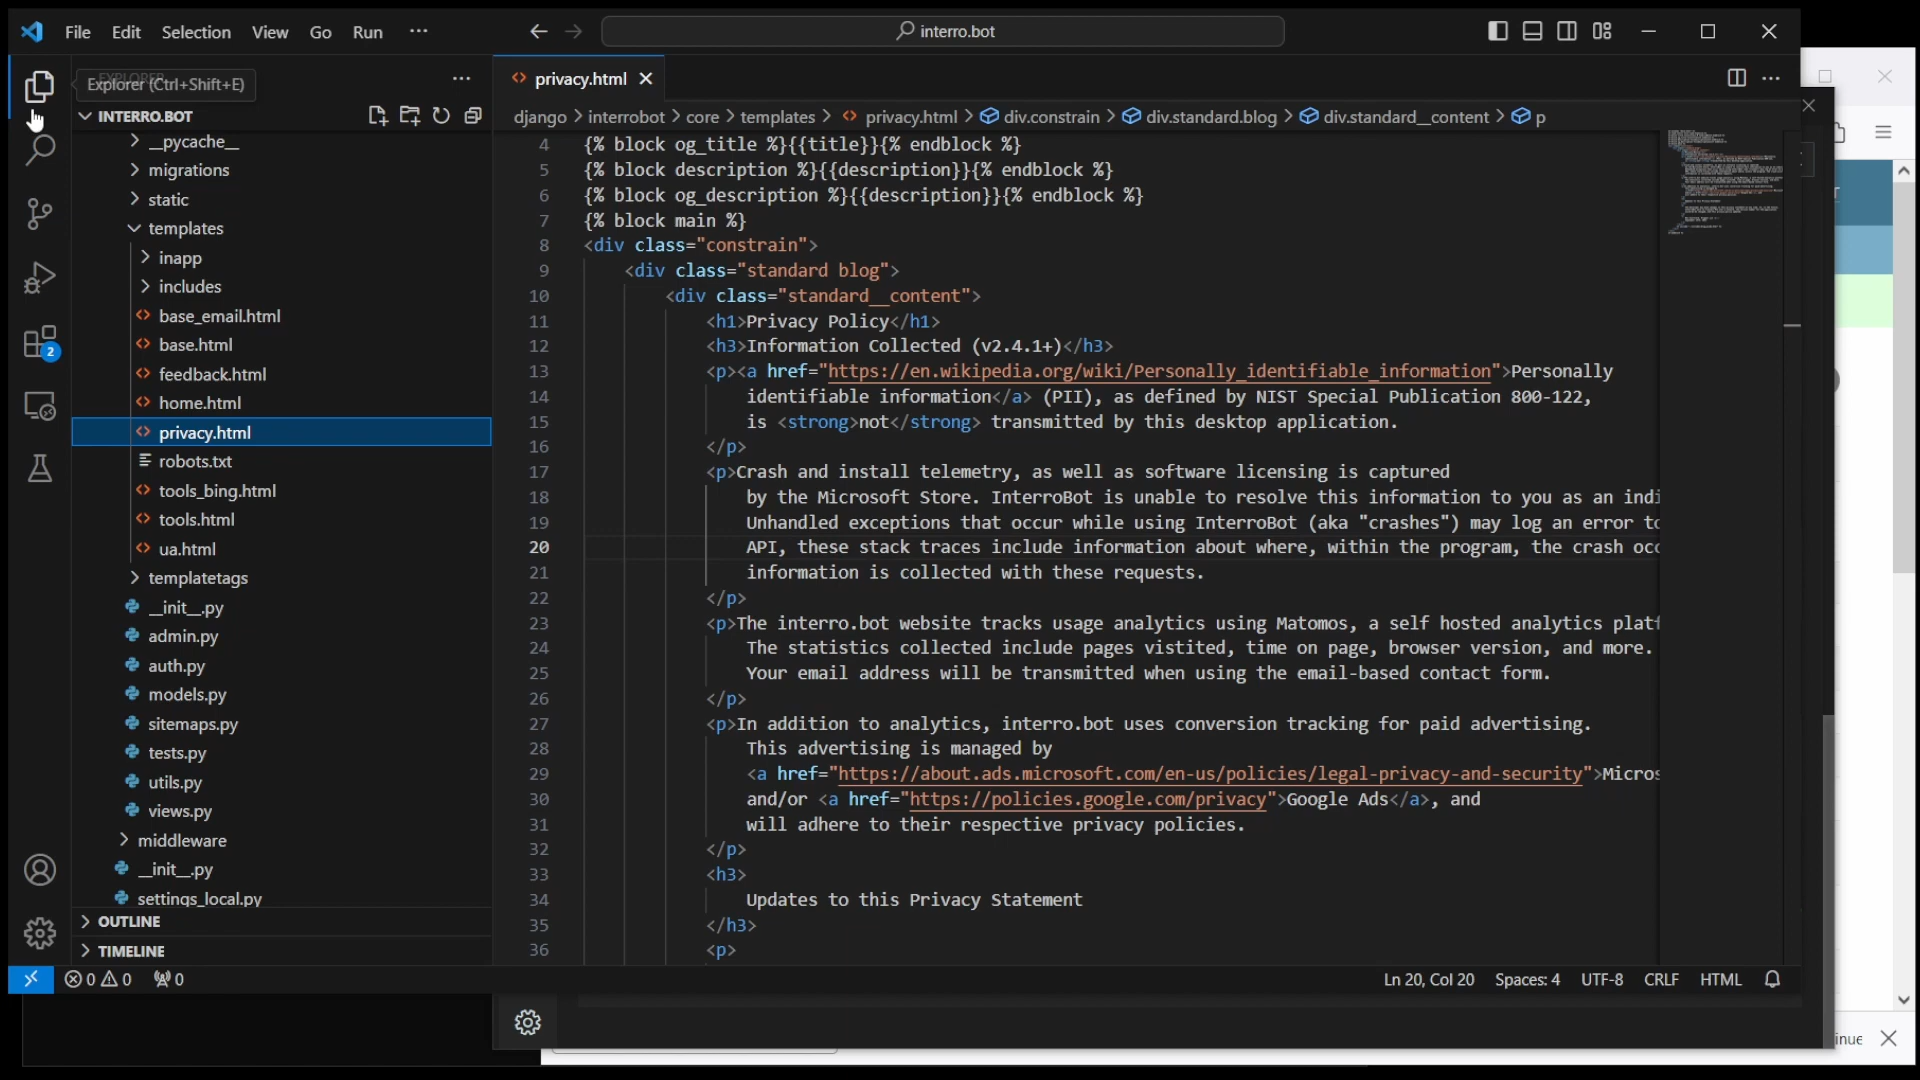 File Edit Selection View Go Run ···
interro.bot
Explorer (Ctrl+Shift+E)
privacy.html
INTERRO.BOT
django > interrobot > core > templates > privacy.html > div.constrain > div.standard.blog > div.standard__content > p
__pycache__
migrations
static
templates
inapp
includes
base_email.html
base.html
feedback.html
home.html
privacy.html
robots.txt
tools_bing.html
tools.html
ua.html
templatetags
__init__.py
admin.py
auth.py
models.py
sitemaps.py
tests.py
utils.py
views.py
middleware
__init__.py
settings_local.py
OUTLINE
TIMELINE
2
4 {% block og_title %}{{title}}{% endblock %}
5 {% block description %}{{description}}{% endblock %}
6 {% block og_description %}{{description}}{% endblock %}
7 {% block main %}
8 <div class="constrain">
9 <div class="standard blog">
10 <div class="standard__content">
11 <h1>Privacy Policy</h1>
12 <h3>Information Collected (v2.4.1+)</h3>
13 <p><a href="https://en.wikipedia.org/wiki/Personally_identifiable_information">Personally
14 identifiable information</a> (PII), as defined by NIST Special Publication 800-122,
15 is <strong>not</strong> transmitted by this desktop application.
16 </p>
17 <p>Crash and install telemetry, as well as software licensing is captured
18 by the Microsoft Store. InterroBot is unable to resolve this information to you as an indi
19 Unhandled exceptions that occur while using InterroBot (aka "crashes") may log an error to
20 API, these stack traces include information about where, within the program, the crash occ
21 information is collected with these requests.
22 </p>
23 <p>The interro.bot website tracks usage analytics using Matomos, a self hosted analytics platf
24 The statistics collected include pages vistited, time on page, browser version, and more.
25 Your email address will be transmitted when using the email-based contact form.
26 </p>
27 <p>In addition to analytics, interro.bot uses conversion tracking for paid advertising.
28 This advertising is managed by
29 <a href="https://about.ads.microsoft.com/en-us/policies/legal-privacy-and-security">Micros
30 and/or <a href="https://policies.google.com/privacy">Google Ads</a>, and
31 will adhere to their respective privacy policies.
32 </p>
33 <h3>
34 Updates to this Privacy Statement
35 </h3>
36 <p>
0 0 0
Ln 20, Col 20 Spaces: 4 UTF-8 CRLF HTML
inue